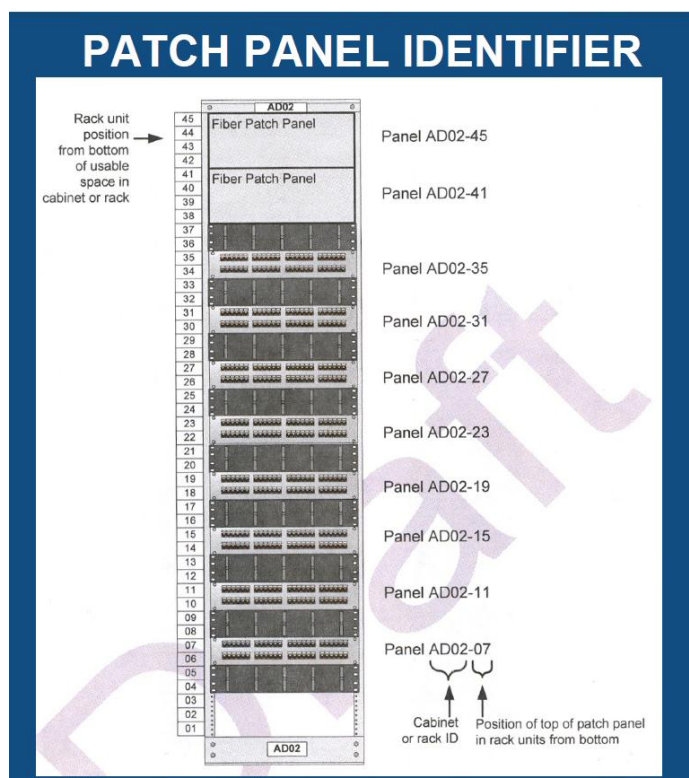 PATCH PANEL IDENTIFIER
AD02
Rack unit
position
from bottom
of usable
space in
cabinet or rack
45
44
43
42
41
40
39
38
37
36
35
34
33
32
31
30
29
28
27
26
25
24
23
22
21
20
19
18
17
16
15
14
13
12
11
10
09
08
07
06
05
04
03
02
01
Fiber Patch Panel
Fiber Patch Panel
Panel AD02-45
Panel AD02-41
Panel AD02-35
Panel AD02-31
Panel AD02-27
Panel AD02-23
Panel AD02-19
Panel AD02-15
Panel AD02-11
Panel AD02-07
Cabinet
or rack ID
Position of top of patch panel
in rack units from bottom
AD02
Draft